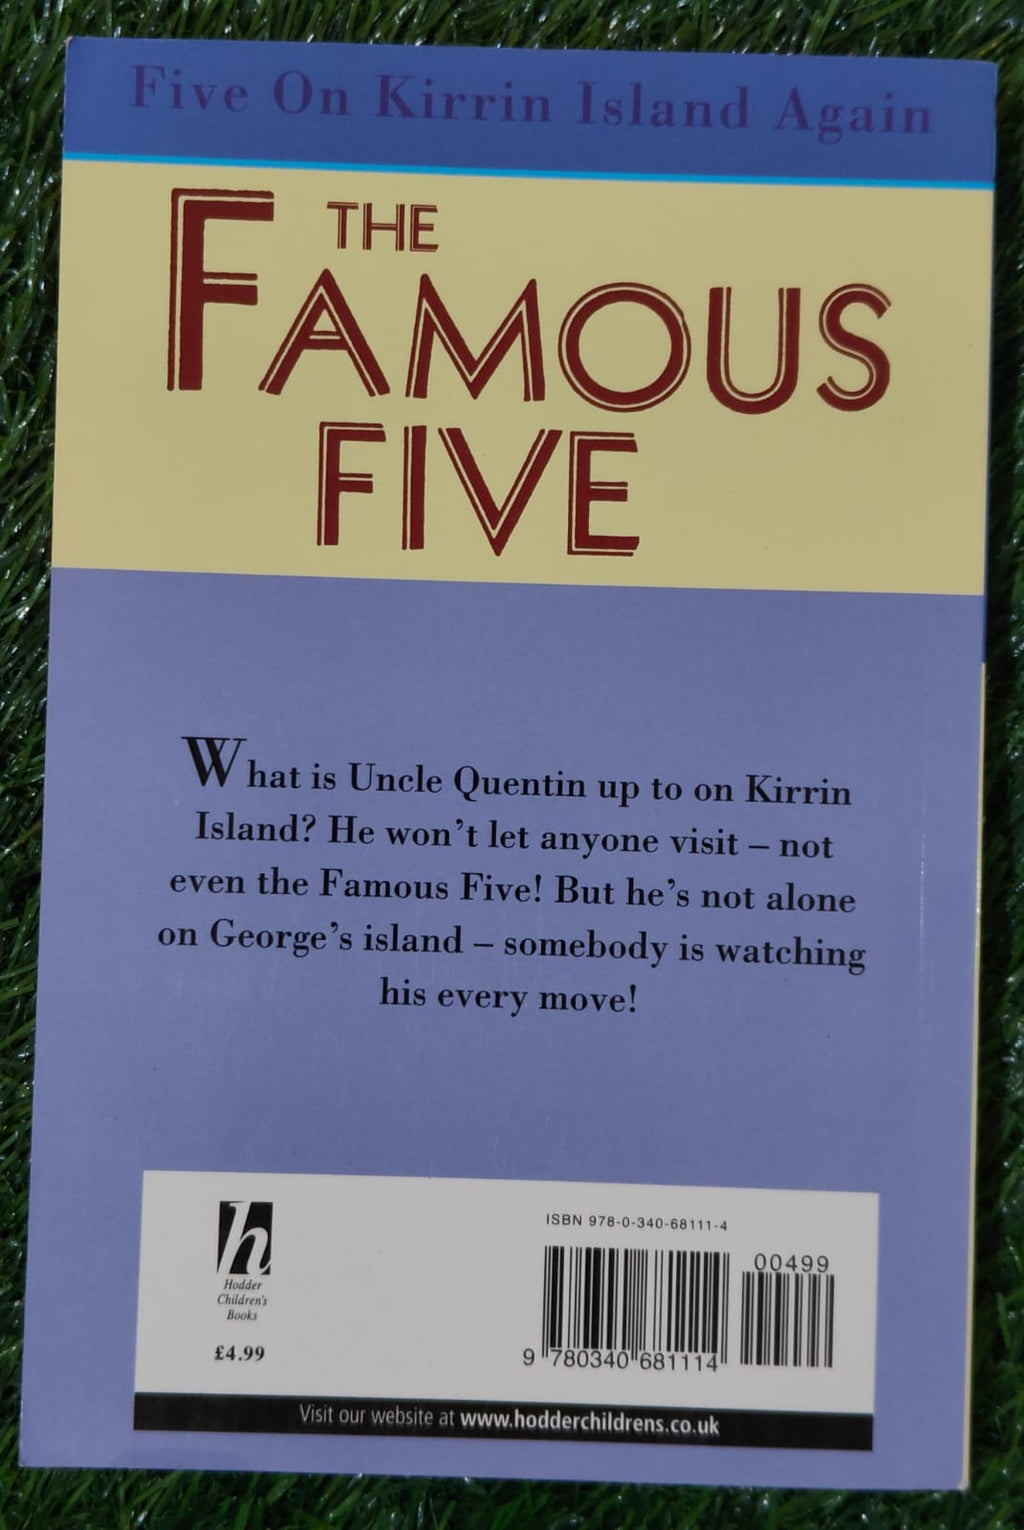 Five On Kirrin Island Again
THE
FAMOUS
FIVE
What is Uncle Quentin up to on Kirrin
Island? He won't let anyone visit – not
even the Famous Five! But he's not alone
on George's island – somebody is watching
his every move!
h
Hodder
Children's
Books
£4.99
ISBN 978-0-340-68111-4
00499
9 780340 681114
Visit our website at www.hodderchildrens.co.uk